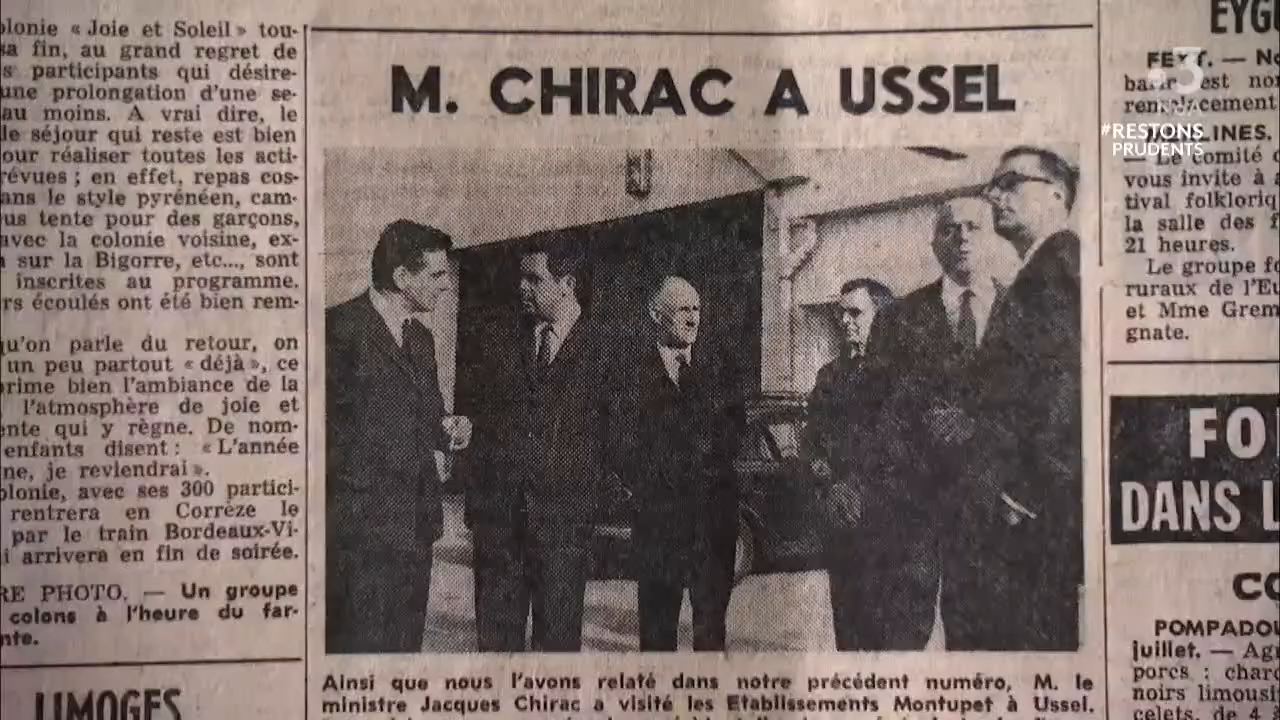 olonie « Joie et Soleil » tou-
sa fin, au grand regret de
s participants qui désire-
une prolongation d'une se-
au moins. A vrai dire, le
de séjour qui reste est bien
our réaliser toutes les acti-
révues ; en effet, repas cos-
ans le style pyrénéen, cam-
ous tente pour des garçons,
avec la colonie voisine, ex-
sur la Bigorre, etc..., sont
inscrites au programme.
rs écoulés ont été bien rem-
qu'on parle du retour, on
un peu partout « déjà », ce
prime bien l'ambiance de la
l'atmosphère de joie et
ente qui y règne. De nom-
enfants disent : « L'année
ne, je reviendrai ».
olonie, avec ses 300 partici-
rentrera en Corrèze le
par le train Bordeaux-Vi-
i arrivera en fin de soirée.
RE PHOTO. — Un groupe
colons à l'heure du far-
nte.
LIMOGES
M. CHIRAC A USSEL
Ainsi que nous l'avons relaté dans notre précédent numéro, M. le
ministre Jacques Chirac a visité les Etablissements Montupet à Ussel.
EYG
3
FEYT. — No
est no
remplacement
#RESTONS
PRUDENTS
LINES.
— Le comité d
vous invite à a
tival folkloriq
la salle des f
21 heures.
Le groupe fo
ruraux de l'Eu
et Mme Grem
gnate.
FO
DANS L
CO
POMPADOU
juillet. — Agn
porcs : charc
noirs limousi
celets, de 4 à